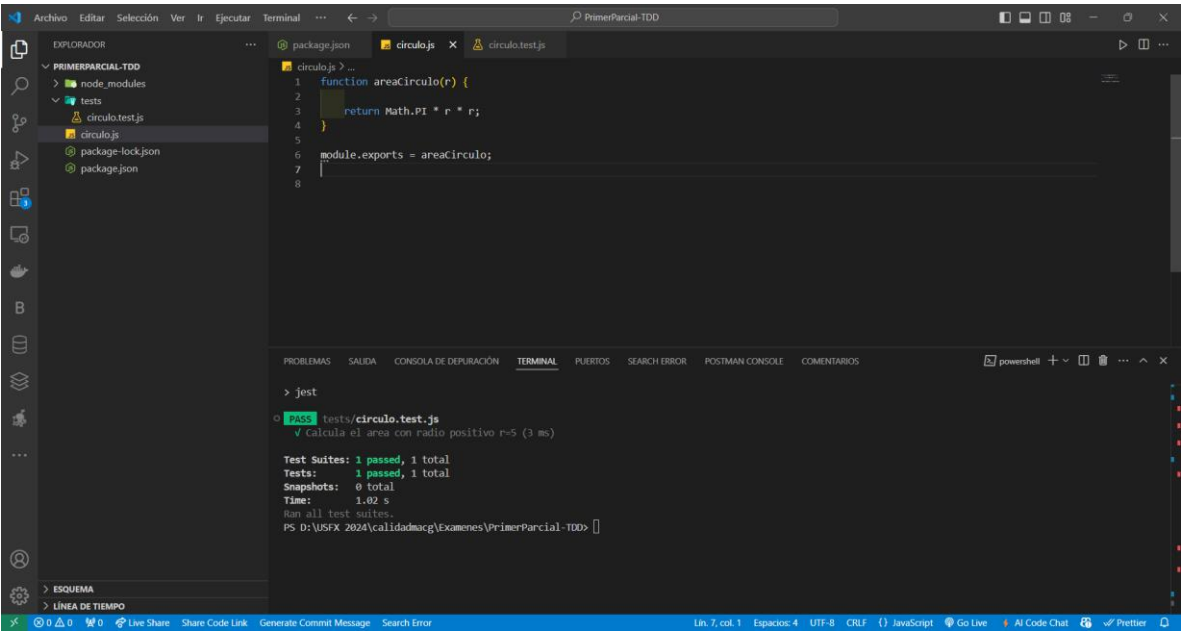 Archivo Editar Selección Ver Ir Ejecutar Terminal ··· PrimerParcial-TDD
EXPLORADOR ···
PRIMERPARCIAL-TDD
node_modules
tests
circulo.test.js
circulo.js
package-lock.json
package.json
ESQUEMA
LÍNEA DE TIEMPO
package.json circulo.js circulo.test.js
circulo.js > ...
1 function areaCirculo(r) {
2
3 return Math.PI * r * r;
4 }
5
6 module.exports = areaCirculo;
7
8
PROBLEMAS SALIDA CONSOLA DE DEPURACIÓN TERMINAL PUERTOS SEARCH ERROR POSTMAN CONSOLE COMENTARIOS powershell
> jest
PASS tests/circulo.test.js
√ Calcula el area con radio positivo r=5 (3 ms)
Test Suites: 1 passed, 1 total
Tests: 1 passed, 1 total
Snapshots: 0 total
Time: 1.02 s
Ran all test suites.
PS D:\USFX 2024\calidadmacg\Examenes\PrimerParcial-TDD>
0 0 0 Live Share Share Code Link Generate Commit Message Search Error Lín. 7, col. 1 Espacios: 4 UTF-8 CRLF {} JavaScript Go Live AI Code Chat Prettier